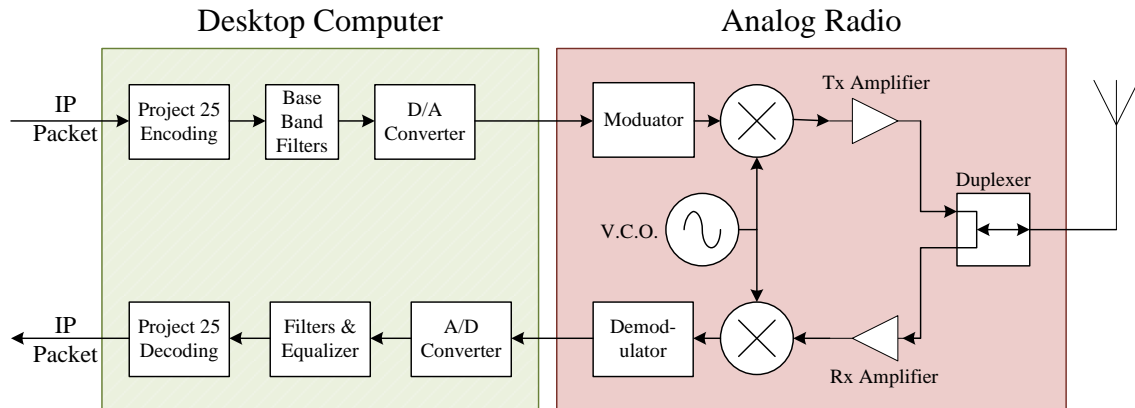 Desktop Computer
Analog Radio
IP
Packet
Project 25
Encoding
Base
Band
Filters
D/A
Converter
Moduator
Tx Amplifier
Duplexer
V.C.O.
IP
Packet
Project 25
Decoding
Filters &
Equalizer
A/D
Converter
Demod-
ulator
Rx Amplifier